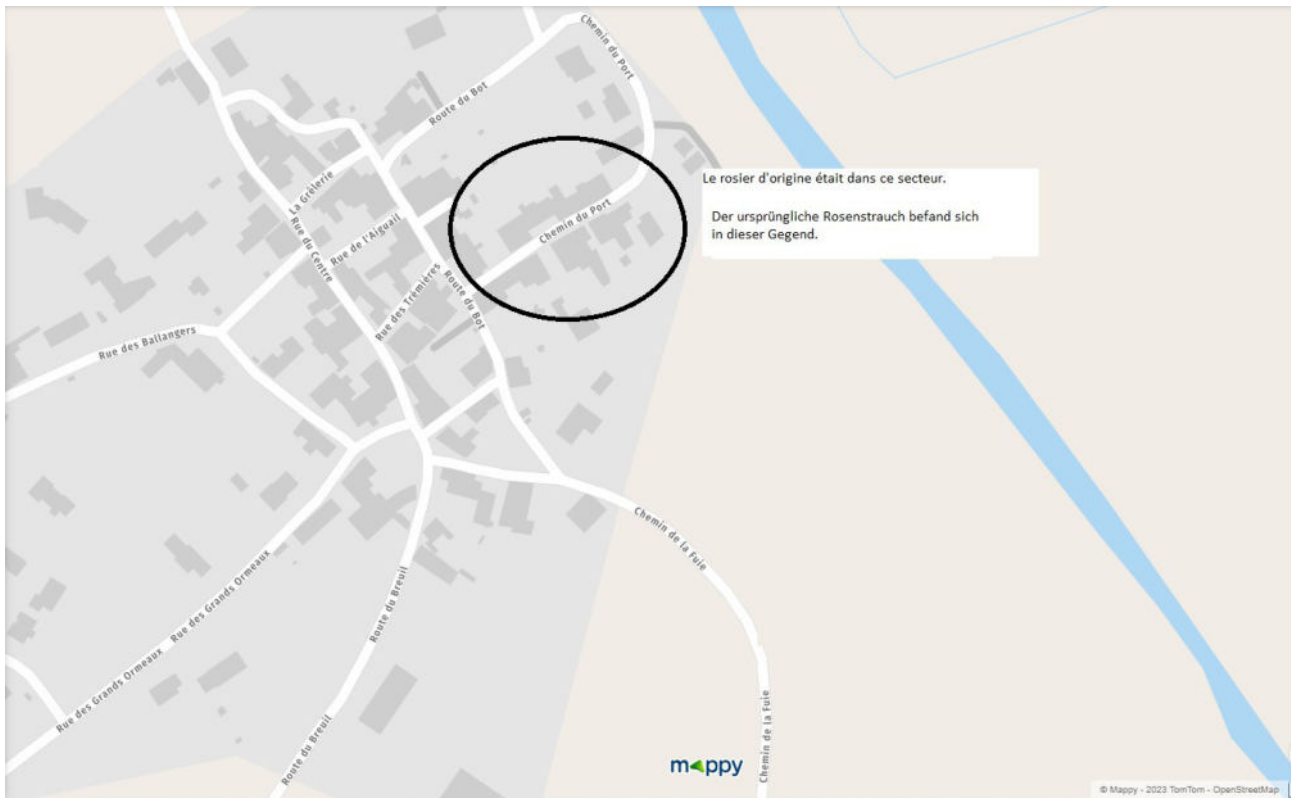 Chemin du Port
Route du Bot
La Grèlerie
Rue de l'Aiguail
Rue du Centre
Chemin du Port
Le rosier d'origine était dans ce secteur.
Der ursprüngliche Rosenstrauch befand sich
in dieser Gegend.
Rue des Trémières
Route du Bot
Rue des Ballangers
Chemin de la Fuie
Rue des Grands Ormeaux
Rue des Grands Ormeaux
Route du Breuil
Route du Breuil
Chemin de la Fuie
mappy
© Mappy - 2023 TomTom - OpenStreetMap